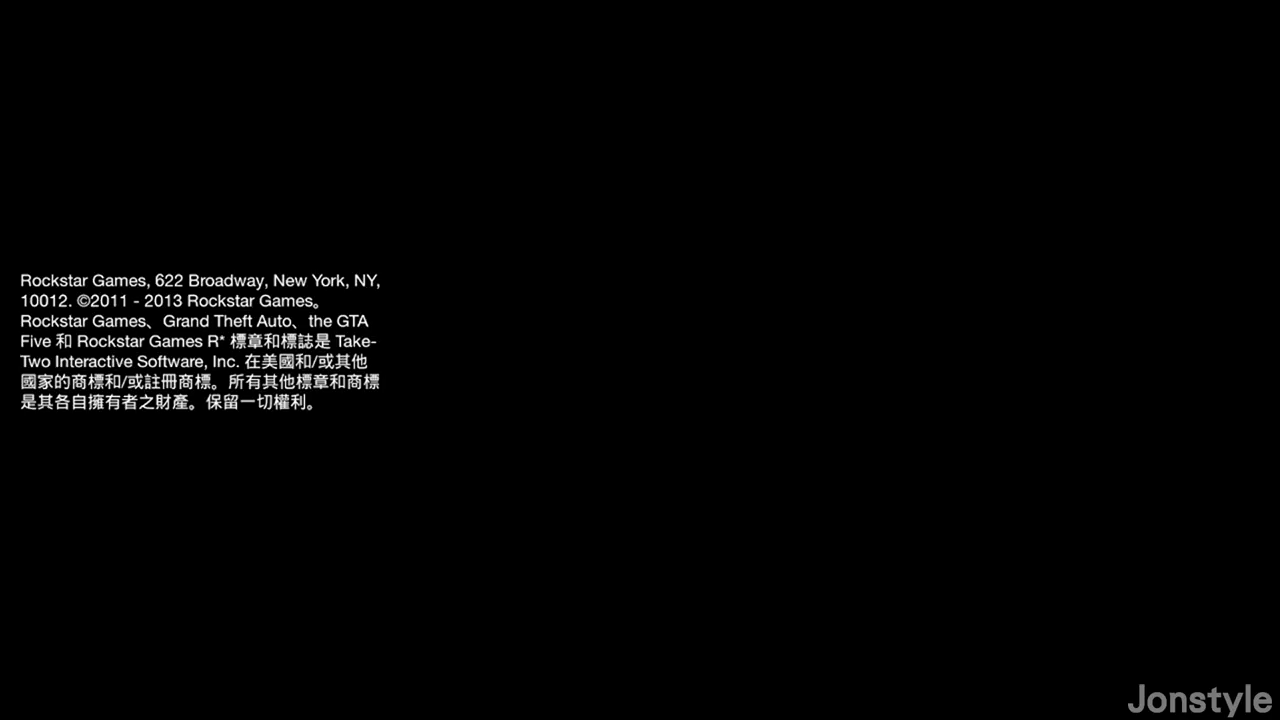 Rockstar Games, 622 Broadway, New York, NY,
10012. ©2011 - 2013 Rockstar Games。
Rockstar Games、Grand Theft Auto、the GTA
Five 和 Rockstar Games R* 標章和標誌是 Take-
Two Interactive Software, Inc. 在美國和/或其他
國家的商標和/或註冊商標。所有其他標章和商標
是其各自擁有者之財產。保留一切權利。
Jonstyle